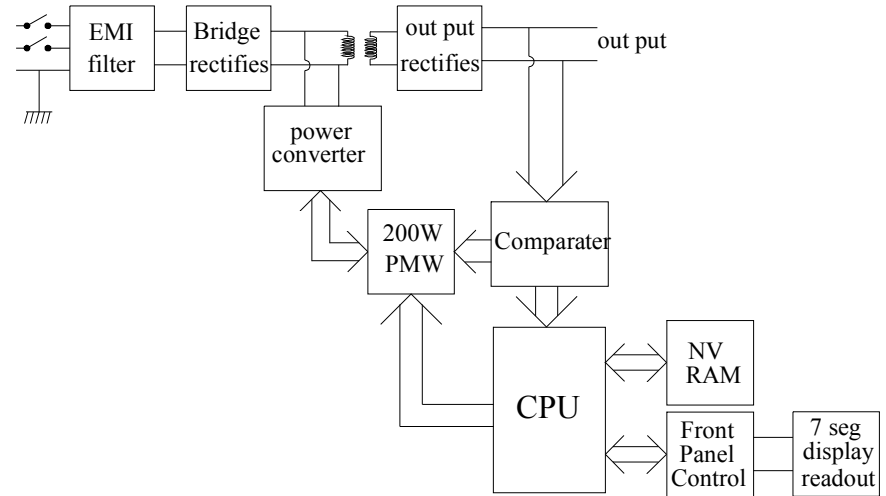 EMI
filter
Bridge
rectifies
out put
rectifies
out put
power
converter
200W
PMW
Comparater
CPU
NV
RAM
Front
Panel
Control
7 seg
display
readout